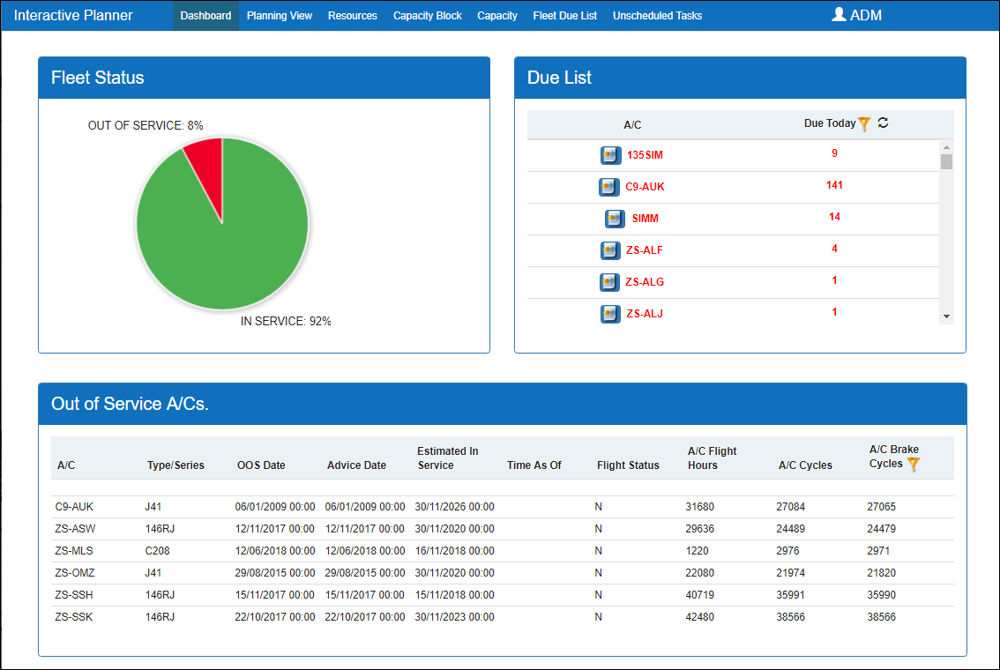 Interactive Planner Dashboard Planning View Resources Capacity Block Capacity Fleet Due List Unscheduled Tasks ADM
Fleet Status
OUT OF SERVICE: 8%
IN SERVICE: 92%
Due List
A/C Due Today
135SIM 9
C9-AUK 141
SIMM 14
ZS-ALF 4
ZS-ALG 1
ZS-ALJ 1
Out of Service A/Cs.
A/C Type/Series OOS Date Advice Date Estimated In Service Time As Of Flight Status A/C Flight Hours A/C Cycles A/C Brake Cycles
C9-AUK J41 06/01/2009 00:00 06/01/2009 00:00 30/11/2026 00:00 N 31680 27084 27065
ZS-ASW 146RJ 12/11/2017 00:00 12/11/2017 00:00 30/11/2020 00:00 N 29636 24489 24479
ZS-MLS C208 12/06/2018 00:00 12/06/2018 00:00 16/11/2018 00:00 N 1220 2976 2971
ZS-OMZ J41 29/08/2015 00:00 29/08/2015 00:00 30/11/2020 00:00 N 22080 21974 21820
ZS-SSH 146RJ 15/11/2017 00:00 15/11/2017 00:00 15/11/2018 00:00 N 40719 35991 35990
ZS-SSK 146RJ 22/10/2017 00:00 22/10/2017 00:00 30/11/2023 00:00 N 42480 38566 38566